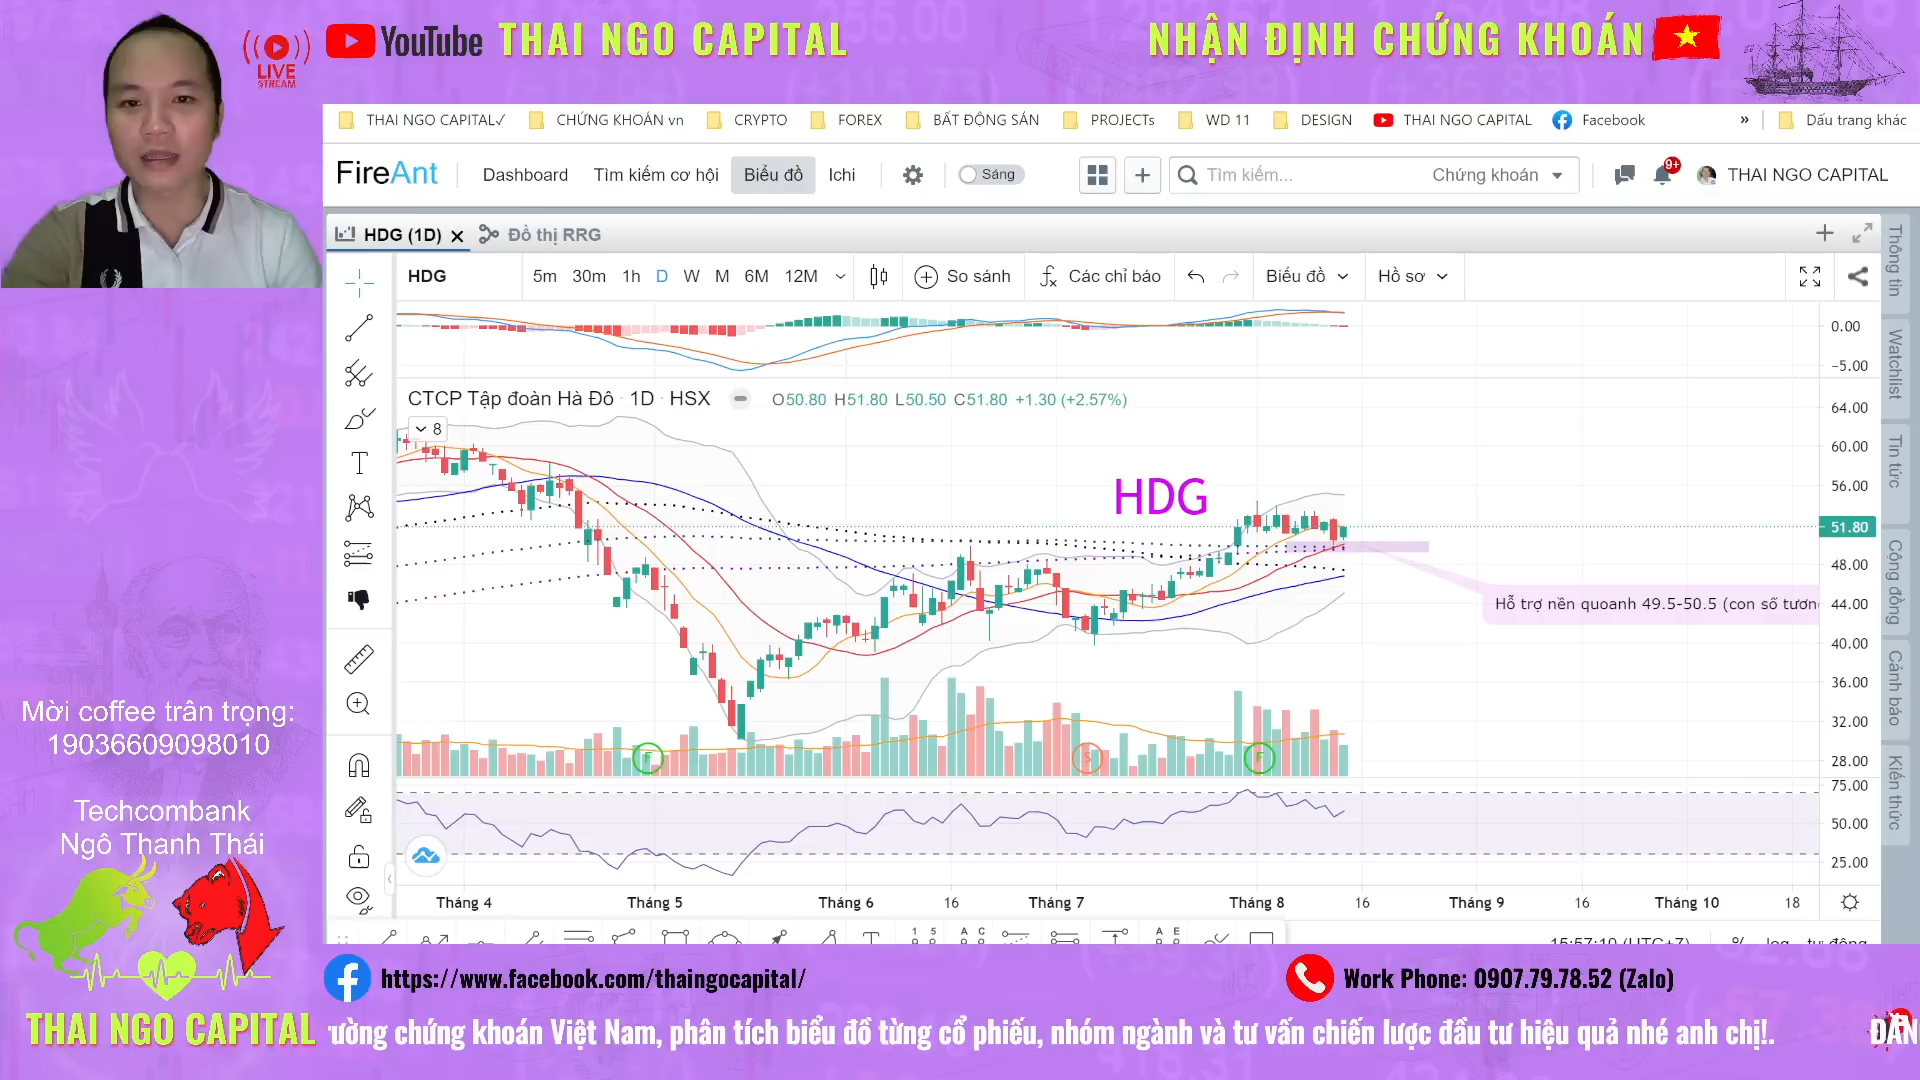 LIVE
STREAM
YouTube THAI NGO CAPITAL
NHẬN ĐỊNH CHỨNG KHOÁN
THAI NGO CAPITAL✓
CHỨNG KHOÁN vn
CRYPTO
FOREX
BẤT ĐỘNG SẢN
PROJECTs
WD 11
DESIGN
THAI NGO CAPITAL
Facebook
»
Dấu trang khác
FireAnt
Dashboard
Tìm kiếm cơ hội
Biểu đồ
Ichi
Sáng
Tìm kiếm...
Chứng khoán
9+
THAI NGO CAPITAL
HDG (1D)
Đồ thị RRG
HDG
5m 30m 1h D W M 6M 12M
So sánh
Các chỉ báo
Biểu đồ
Hồ sơ
Thông tin
Watchlist
Tin tức
Cộng đồng
Cảnh báo
Kiến thức
0.00
-5.00
CTCP Tập đoàn Hà Đô · 1D · HSX
O50.80 H51.80 L50.50 C51.80 +1.30 (+2.57%)
8
HDG
64.00
60.00
56.00
51.80
48.00
44.00
40.00
36.00
32.00
28.00
75.00
50.00
25.00
Hỗ trợ nền quoanh 49.5-50.5 (con số tươn
F
S
F
Tháng 4
Tháng 5
Tháng 6
16
Tháng 7
Tháng 8
16
Tháng 9
16
Tháng 10
18
15:57:10 (UTC+7)
%
log
tự động
Mời coffee trân trọng:
19036609098010
Techcombank
Ngô Thanh Thái
THAI NGO CAPITAL
https://www.facebook.com/thaingocapital/
Work Phone: 0907.79.78.52 (Zalo)
ường chứng khoán Việt Nam, phân tích biểu đồ từng cổ phiếu, nhóm ngành và tư vấn chiến lược đầu tư hiệu quả nhé anh chị!.